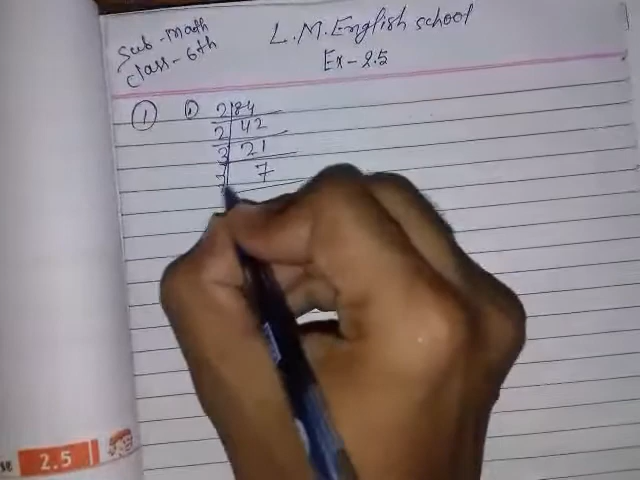 Sub - Math
Class - 6th
L.M. English school
Ex - 2.5
1
2 84
2 42
3 21
7 7
2.5